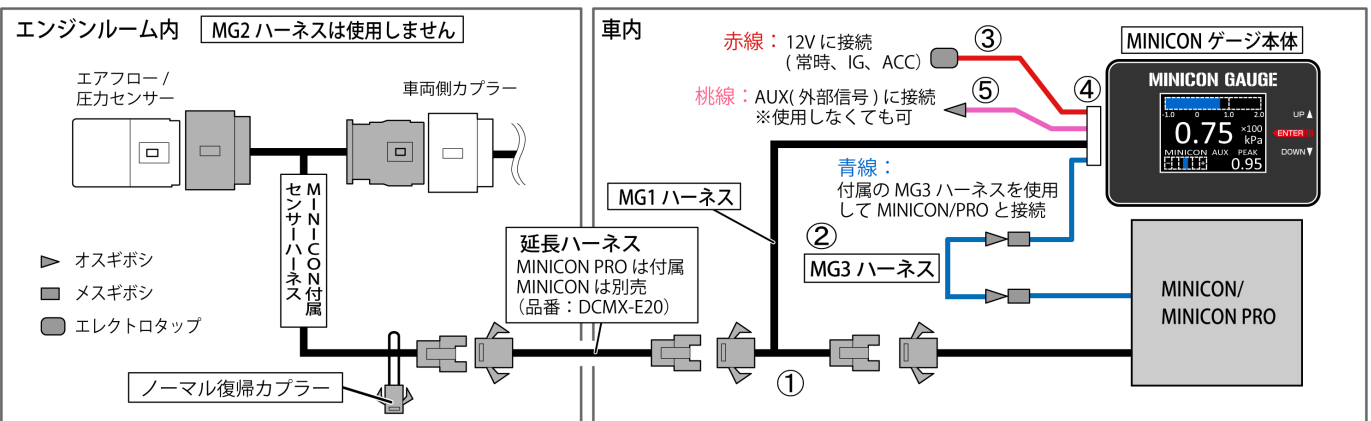 エンジンルーム内
MG2 ハーネスは使用しません
エアフロー /
圧力センサー
車両側カプラー
MINICON付属
センサーハーネス
オスギボシ
メスギボシ
エレクトロタップ
ノーマル復帰カプラー
車内
赤線：12V に接続
( 常時、IG、ACC）
③
桃線：AUX( 外部信号 ) に接続
※使用しなくても可
⑤
④
MINICON ゲージ本体
MINICON GAUGE
-1.0 0 1.0 2.0
0.75 ×100
kPa
MINICON AUX PEAK
0.95
UP
ENTER
DOWN
青線：
付属の MG3 ハーネスを使用
して MINICON/PRO と接続
MG1 ハーネス
②
MG3 ハーネス
延長ハーネス
MINICON PRO は付属
MINICON は別売
（品番：DCMX-E20）
①
MINICON/
MINICON PRO